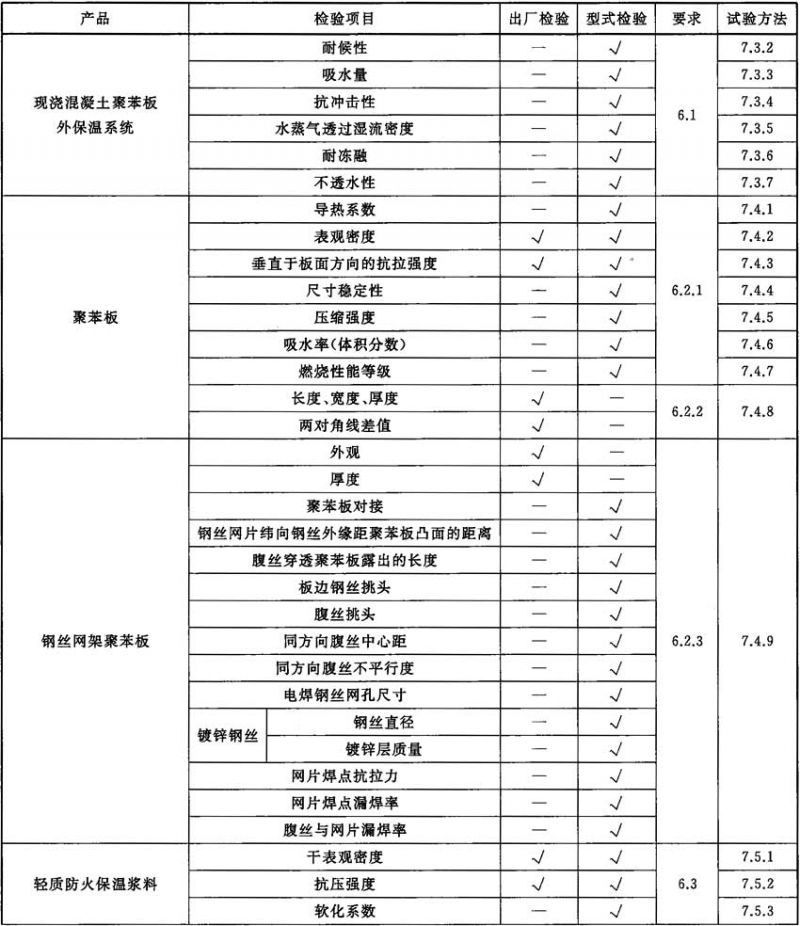 产品 检验项目 出厂检验 型式检验 要求 试验方法
现浇混凝土聚苯板
外保温系统
耐候性 — √ 6.1 7.3.2
吸水量 — √ 7.3.3
抗冲击性 — √ 7.3.4
水蒸气透过湿流密度 — √ 7.3.5
耐冻融 — √ 7.3.6
不透水性 — √ 7.3.7
聚苯板
导热系数 — √ 6.2.1 7.4.1
表观密度 √ √ 7.4.2
垂直于板面方向的抗拉强度 √ √ 7.4.3
尺寸稳定性 — √ 7.4.4
压缩强度 — √ 7.4.5
吸水率(体积分数) — √ 7.4.6
燃烧性能等级 — √ 7.4.7
长度、宽度、厚度 √ — 6.2.2 7.4.8
两对角线差值 √ —
钢丝网架聚苯板
外观 √ — 6.2.3 7.4.9
厚度 √ —
聚苯板对接 — √
钢丝网片纬向钢丝外缘距聚苯板凸面的距离 — √
腹丝穿透聚苯板露出的长度 — √
板边钢丝挑头 — √
腹丝挑头 — √
同方向腹丝中心距 — √
同方向腹丝不平行度 — √
电焊钢丝网孔尺寸 — √
镀锌钢丝 钢丝直径 — √
镀锌层质量 — √
网片焊点抗拉力 — √
网片焊点漏焊率 — √
腹丝与网片漏焊率 — √
轻质防火保温浆料
干表观密度 √ √ 6.3 7.5.1
抗压强度 √ √ 7.5.2
软化系数 — √ 7.5.3